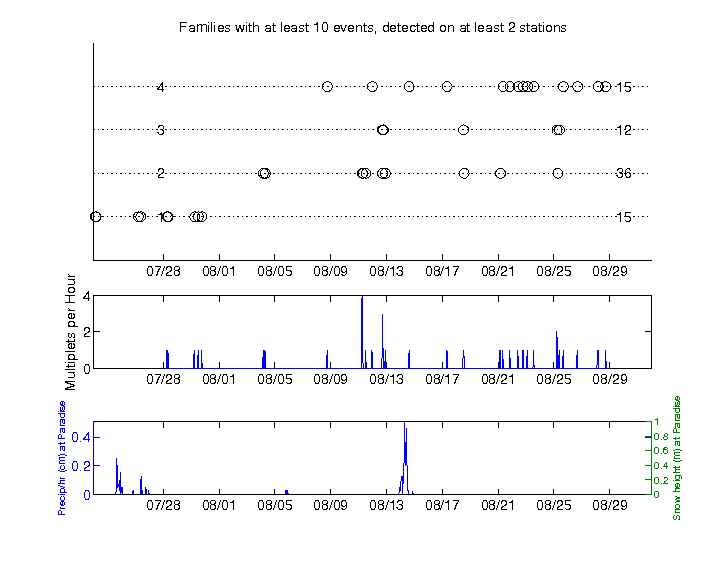 Families with at least 10 events, detected on at least 2 stations
4 15
3 12
2 36
1 15
07/28 08/01 08/05 08/09 08/13 08/17 08/21 08/25 08/29
Multiplets per Hour
4
2
0
07/28 08/01 08/05 08/09 08/13 08/17 08/21 08/25 08/29
Precip/hr (cm) at Paradise
0.4
0.2
0
1
0.8
0.6
0.4
0.2
0
Snow height (m) at Paradise
07/28 08/01 08/05 08/09 08/13 08/17 08/21 08/25 08/29